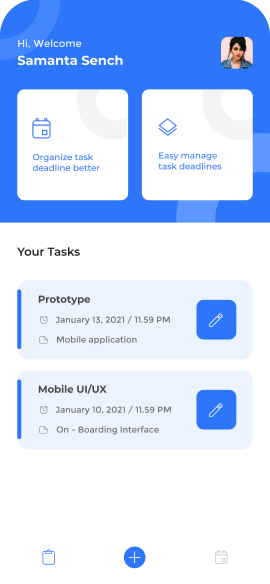 Hi, Welcome
Samanta Sench
Organize task
deadline better
Easy manage
task deadlines
Your Tasks
Prototype
January 13, 2021 / 11.59 PM
Mobile application
Mobile UI/UX
January 10, 2021 / 11.59 PM
On - Boarding Interface